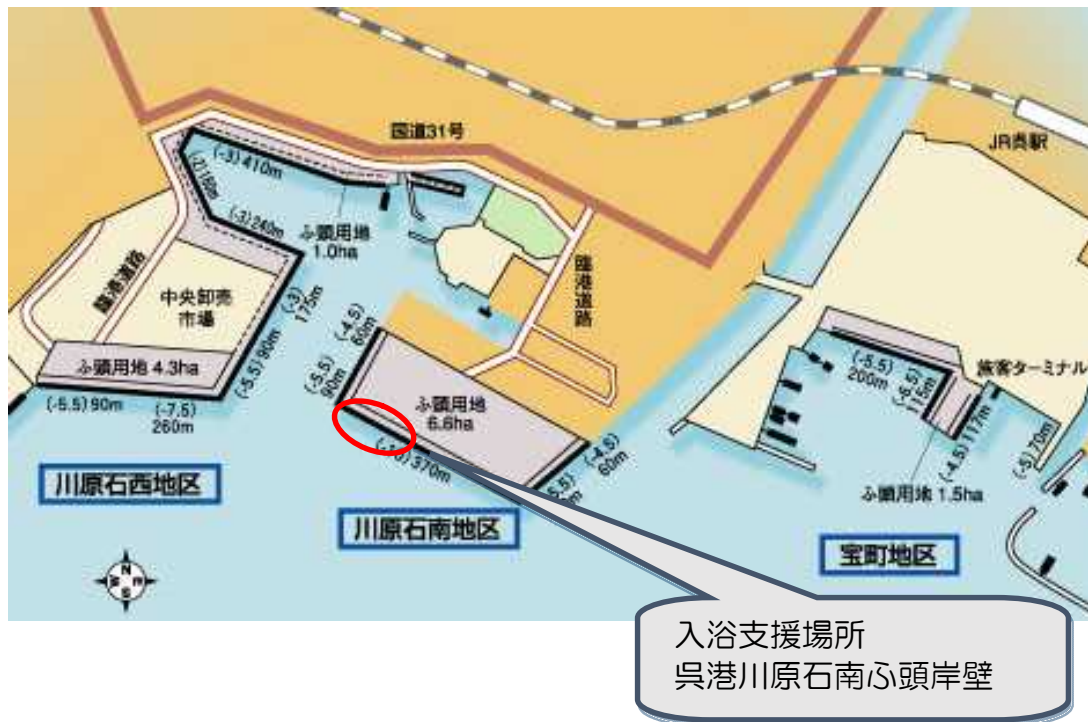 国道31号
JR呉駅
(-3)410m
(-2)180m
(-3)240m
ふ頭用地
1.0ha
臨港道路
臨港道路
中央卸売
市場
(-3)
175m
(-4.5)
60m
(-5.5)
90m
(-5.5)90m
ふ頭用地 4.3ha
(-5.5)90m
(-7.5)
260m
ふ頭用地
6.6ha
370m
(-4.5)
60m
(-5.5)
200m
(-6.5)
115m
旅客ターミナル
(-4.5)117m
(-5)70m
ふ頭用地 1.5ha
川原石西地区
川原石南地区
宝町地区
N
W
E
S
入浴支援場所
呉港川原石南ふ頭岸壁